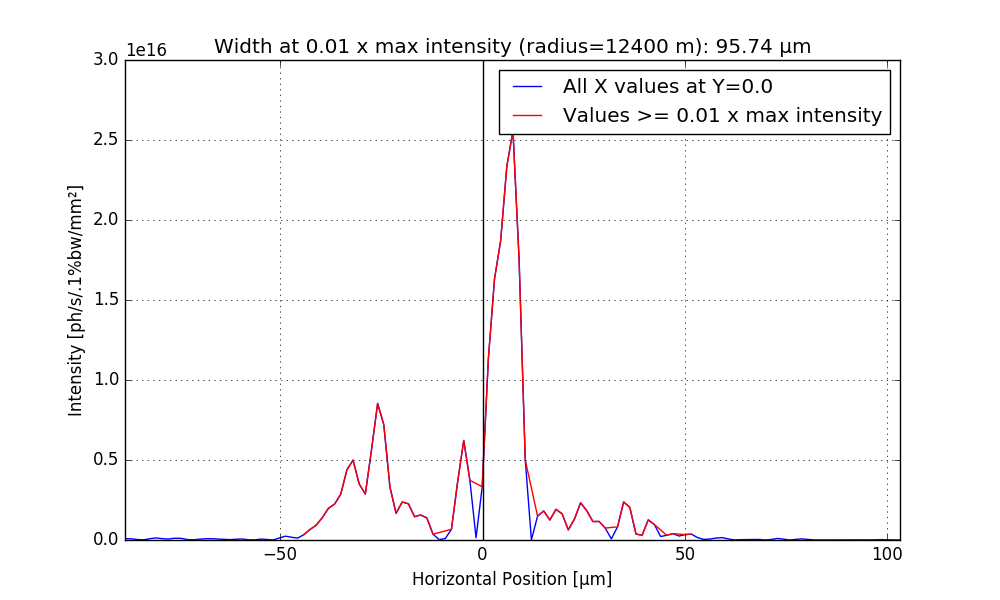 Width at 0.01 x max intensity (radius=12400 m): 95.74 µm
1e16
3.0
2.5
2.0
1.5
1.0
0.5
0.0
All X values at Y=0.0
Values >= 0.01 x max intensity
Intensity [ph/s/.1%bw/mm²]
−50
0
50
100
Horizontal Position [µm]